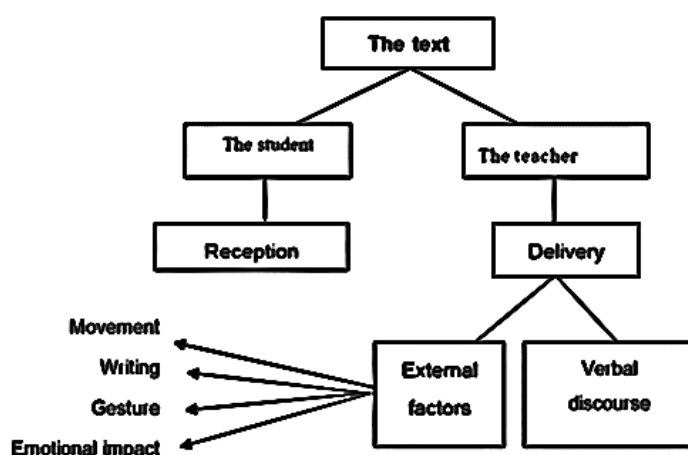 The text
The student
The teacher
Reception
Delivery
Movement
Writing
Gesture
Emotional impact
External
factors
Verbal
discourse